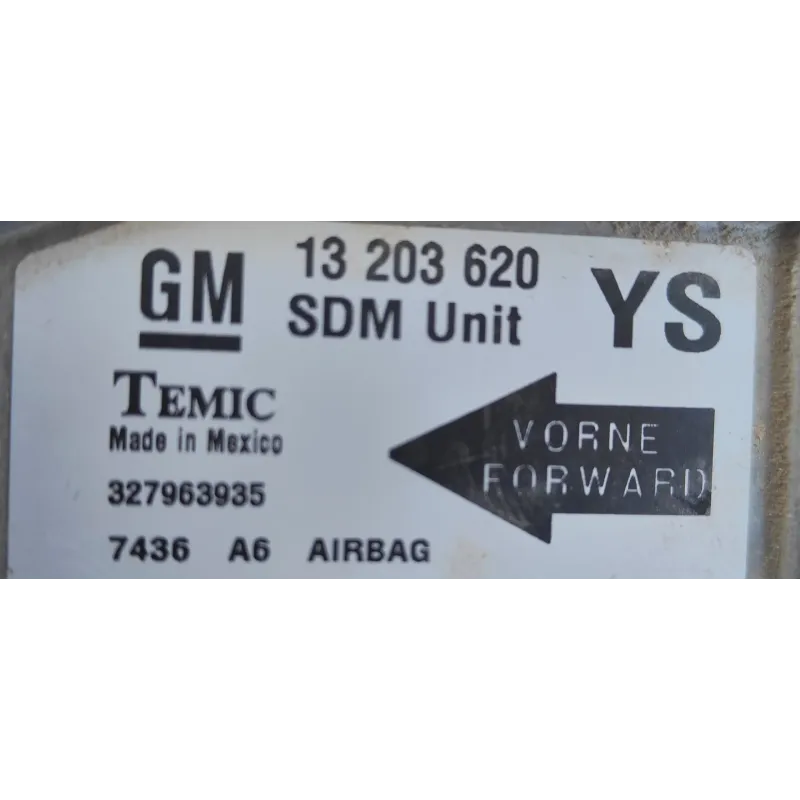 GM
13 203 620
SDM Unit
YS
TEMIC
Made in Mexico
327963935
7436 A6 AIRBAG
VORNE
FORWARD